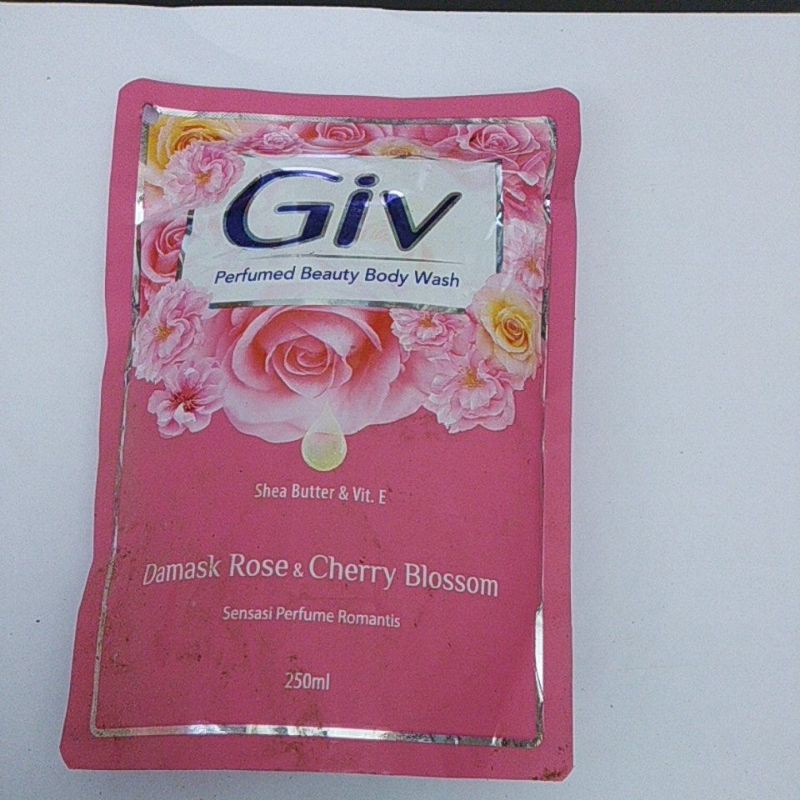 Giv
Perfumed Beauty Body Wash
Shea Butter & Vit. E
Damask Rose & Cherry Blossom
Sensasi Perfume Romantis
250ml